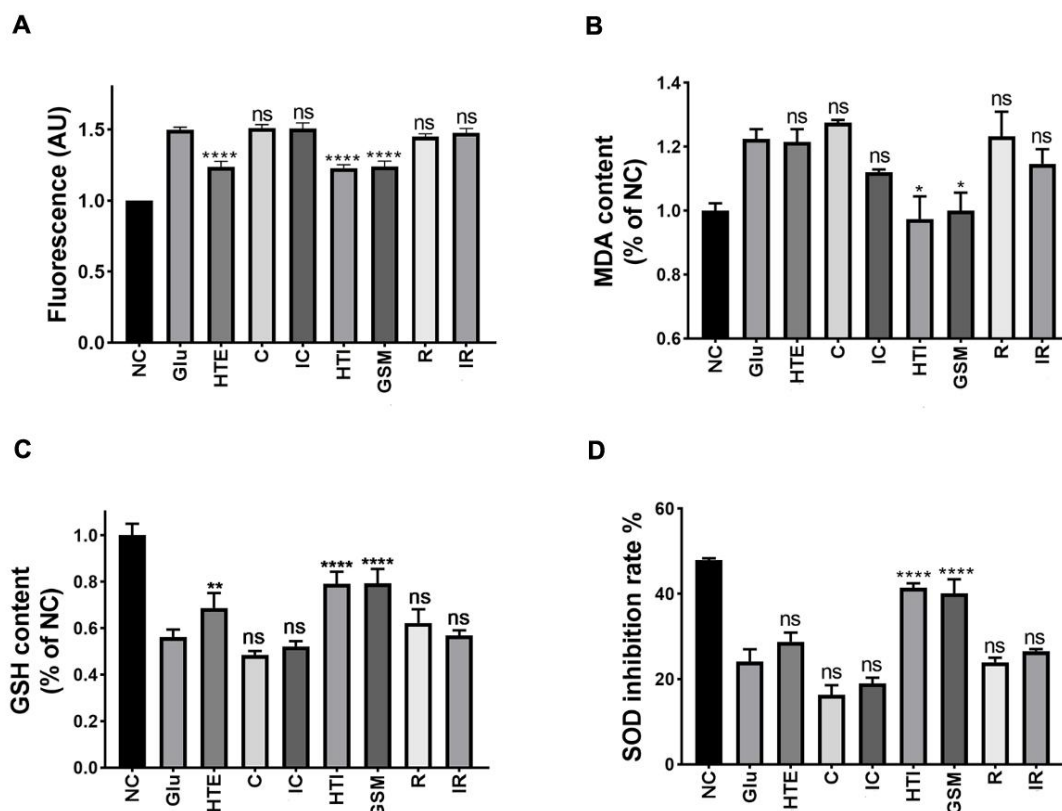 A
Fluorescence (AU)
1.5
1.0
0.5
0.0
**** ns ns **** **** ns ns
NC Glu HTE C IC HTI GSM R IR
B
MDA content
(% of NC)
1.4
1.2
1.0
1.2
0.6
ns ns ns * * ns ns
NC Glu HTE C IC HTI GSM R IR
C
GSH content
(% of NC)
1.0
0.8
0.6
0.4
0.2
0.0
** ns ns **** **** ns ns
NC Glu HTE C IC HTI GSM R IR
D
SOD inhibition rate %
60
40
20
0
ns ns ns **** **** ns ns
NC Glu HTE C IC HTI GSM R IR